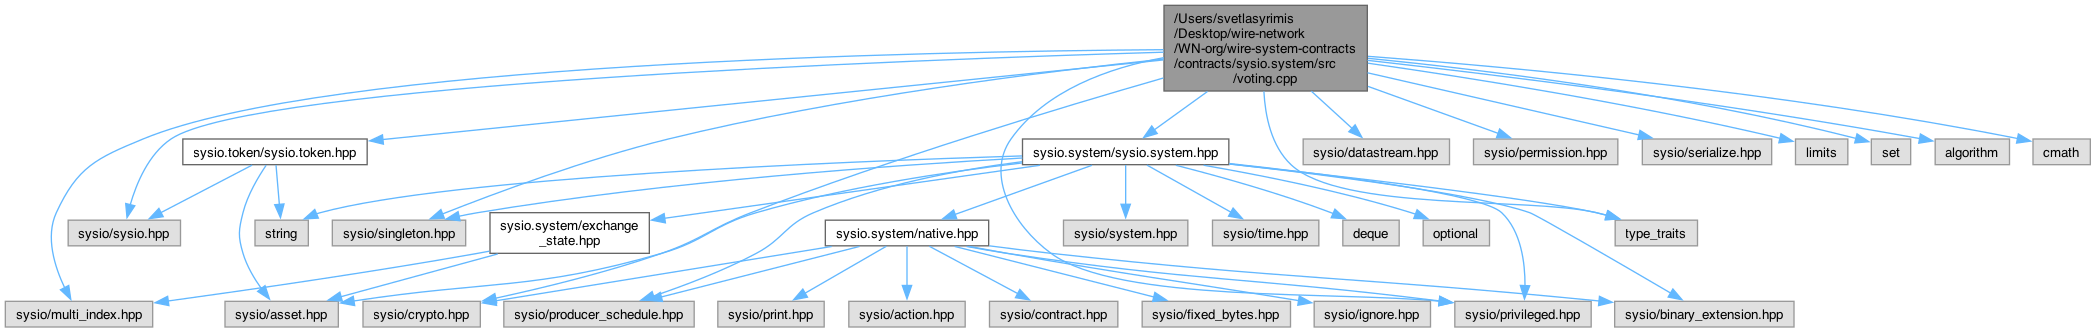 /Users/svetlasyrimis
/Desktop/wire-network
/WN-org/wire-system-contracts
/contracts/sysio.system/src
/voting.cpp
sysio.token/sysio.token.hpp
sysio.system/sysio.system.hpp
sysio/datastream.hpp
sysio/permission.hpp
sysio/serialize.hpp
limits
set
algorithm
cmath
sysio/sysio.hpp
string
sysio/singleton.hpp
sysio.system/exchange
_state.hpp
sysio.system/native.hpp
sysio/system.hpp
sysio/time.hpp
deque
optional
type_traits
sysio/multi_index.hpp
sysio/asset.hpp
sysio/crypto.hpp
sysio/producer_schedule.hpp
sysio/print.hpp
sysio/action.hpp
sysio/contract.hpp
sysio/fixed_bytes.hpp
sysio/ignore.hpp
sysio/privileged.hpp
sysio/binary_extension.hpp